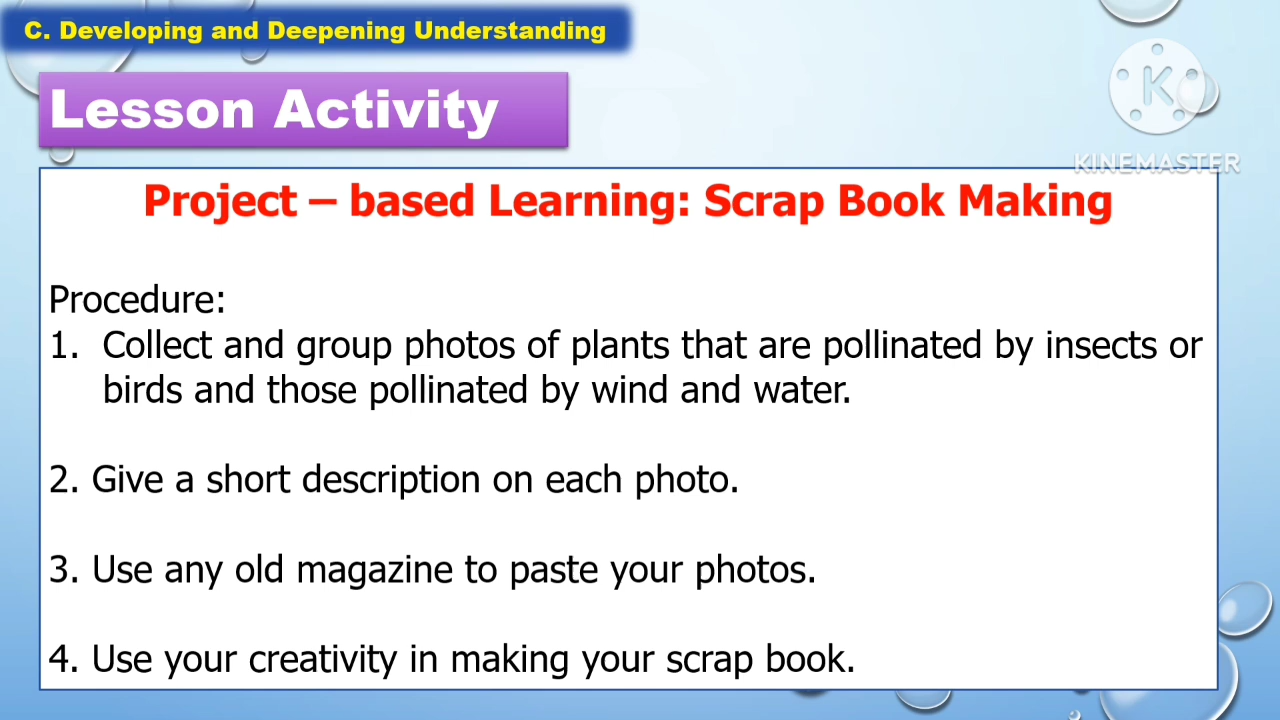 C. Developing and Deepening Understanding
Lesson Activity
K
KINEMASTER
Project – based Learning: Scrap Book Making
Procedure:
1. Collect and group photos of plants that are pollinated by insects or
birds and those pollinated by wind and water.
2. Give a short description on each photo.
3. Use any old magazine to paste your photos.
4. Use your creativity in making your scrap book.